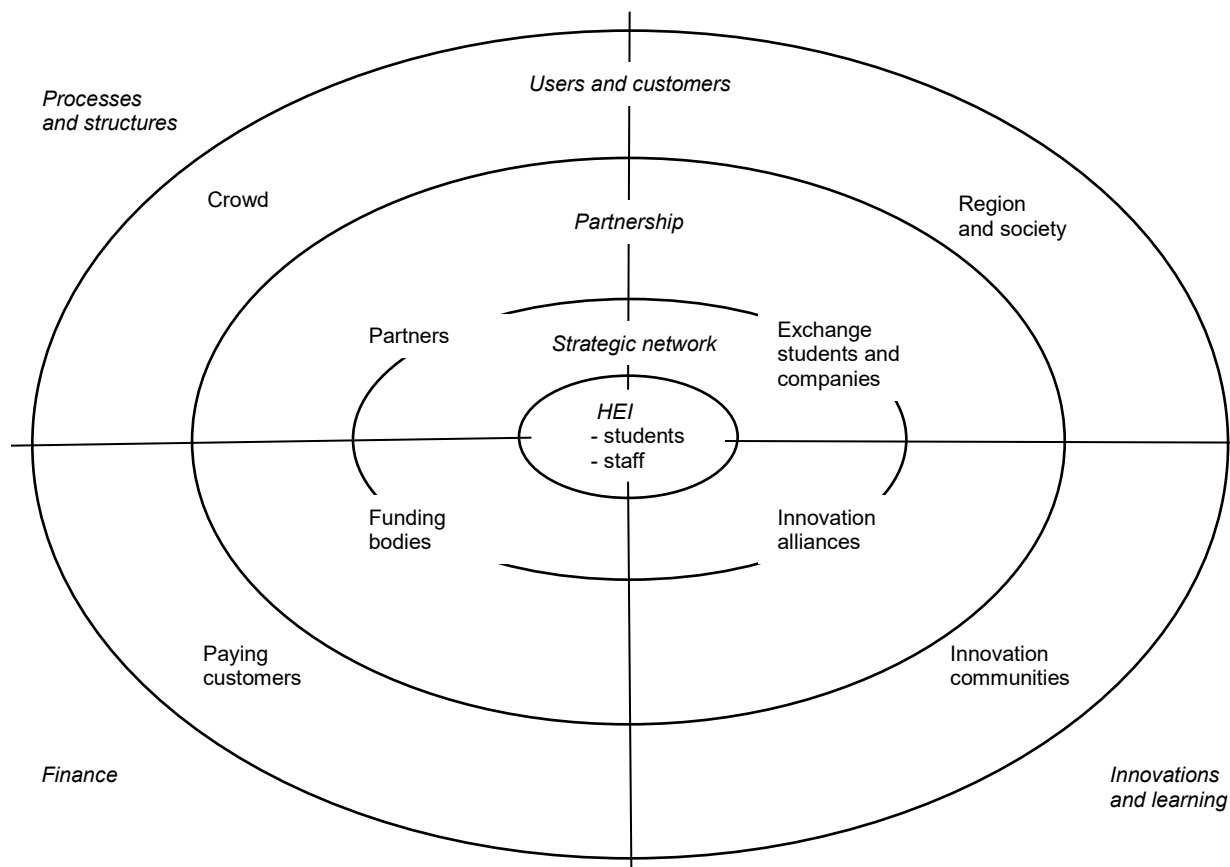 Users and customers
Processes
and structures
Crowd
Region
and society
Partnership
Partners
Exchange
students and
companies
Strategic network
HEI
- students
- staff
Funding
bodies
Innovation
alliances
Paying
customers
Innovation
communities
Finance
Innovations
and learning